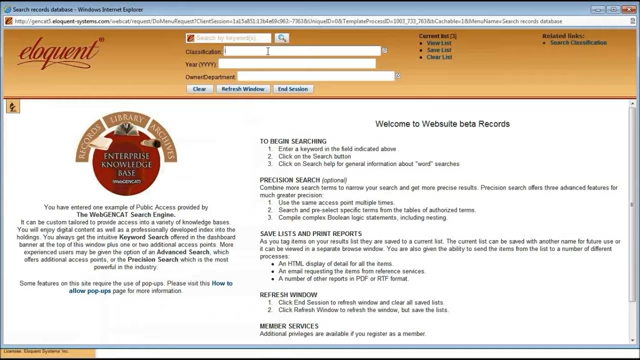 Search records database - Windows Internet Explorer
eloquent
Search by keyword(s)
Classification:
Year (YYYY):
Owner/Department:
Clear
Refresh Window
End Session
Current list (3)
View List
Save List
Clear List
Related links:
Search Classification
RECORDS LIBRARY ARCHIVES
ENTERPRISE
KNOWLEDGE
BASE
You have entered one example of Public Access provided by
The WebGENCAT Search Engine.
It can be custom tailored to provide access into a variety of knowledge bases.
You will enjoy digital content as well as a professionally developed index into the
holdings. You always get the intuitive Keyword Search offered in the dashboard
banner at the top of this window plus one or two additional access points. More
experienced users may be given the option of an Advanced Search, which
offers additional access points, or the Precision Search which is the most
powerful in the industry.
Some features on this site require the use of pop-ups. Please visit this How to
allow pop-ups page for more information.
Welcome to Websuite beta Records
TO BEGIN SEARCHING
1. Enter a keyword in the field indicated above
2. Click on the Search button
3. Click on Search help for general information about "word" searches
PRECISION SEARCH (optional)
Combine more search terms to narrow your search and get more precise results. Precision Search offers three advanced features for
much greater precision:
1. Use the same access point multiple times.
2. Search and pre-select specific terms from the tables of authorized terms.
3. Compile complex Boolean logic statements, including nesting.
SAVE LISTS AND PRINT REPORTS
As you tag items on your results list they are saved to a current list. The current list can be saved with another name for future use or
it can be viewed in a separate browse window. You are also given the ability to send the items from the list to a number of different
processes:
• An HTML display of detail for all the items.
• An email requesting the items from reference services.
• A number of other reports in PDF or RTF format.
REFRESH WINDOW
1. Click End Session to refresh window and clear all saved lists.
2. Click Refresh Window to refresh the window, but save the lists.
MEMBER SERVICES
Additional privileges are available if you register as a member.
Licensee: Eloquent Systems Inc